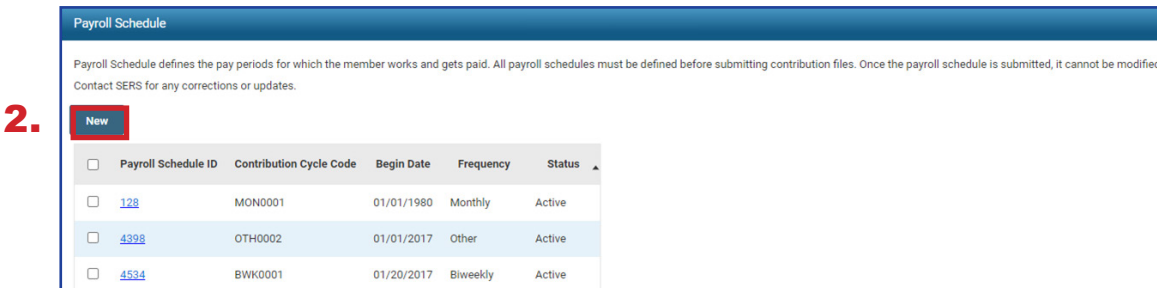 Payroll Schedule
Payroll Schedule defines the pay periods for which the member works and gets paid. All payroll schedules must be defined before submitting contribution files. Once the payroll schedule is submitted, it cannot be modified
Contact SERS for any corrections or updates.
2.
New
Payroll Schedule ID Contribution Cycle Code Begin Date Frequency Status
128 MON0001 01/01/1980 Monthly Active
4398 OTH0002 01/01/2017 Other Active
4534 BWK0001 01/20/2017 Biweekly Active